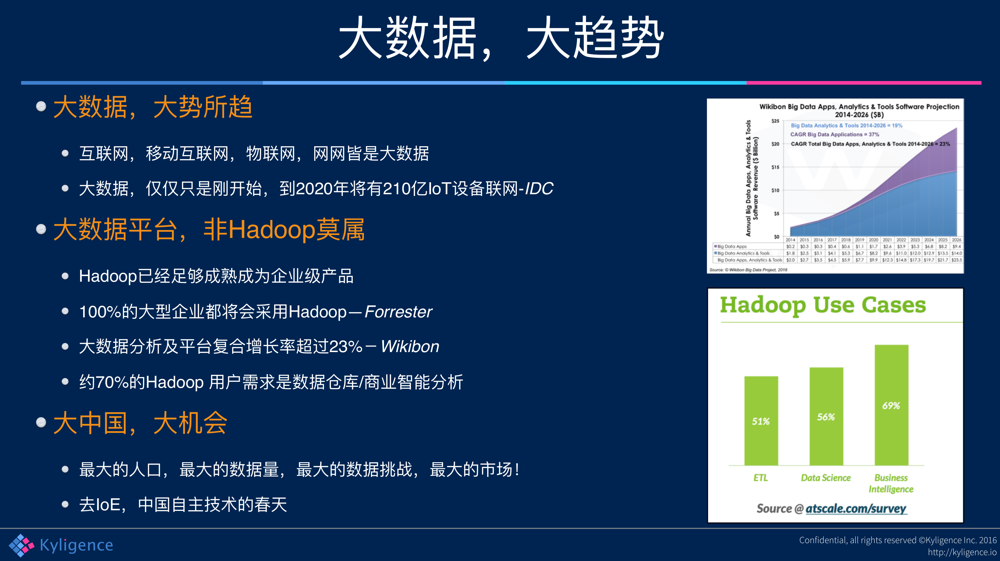 大数据，大趋势
大数据，大势所趋
互联网，移动互联网，物联网，网网皆是大数据
大数据，仅仅只是刚开始，到2020年将有210亿IoT设备联网-IDC
大数据平台，非Hadoop莫属
Hadoop已经足够成熟成为企业级产品
100%的大型企业都将会采用Hadoop—Forrester
大数据分析及平台复合增长率超过23%－Wikibon
约70%的Hadoop 用户需求是数据仓库/商业智能分析
大中国，大机会
最大的人口，最大的数据量，最大的数据挑战，最大的市场！
去IoE，中国自主技术的春天
Wikibon Big Data Apps, Analytics & Tools Software Projection
2014-2026 ($B)
Annual Big Data Apps, Analytics & Tools
Software Revenue ($ Billion)
$25
$20
$15
$10
$5
$0
Big Data Analytics & Tools 2014-2026 = 19%
CAGR Big Data Applications = 37%
CAGR Total Big Data Apps, Analytics & Tools 2014-2026 = 23%
2014 2015 2016 2017 2018 2019 2020 2021 2022 2023 2024 2025 2026
Big Data Apps $0.2 $0.3 $0.3 $0.4 $0.6 $1.1 $1.7 $2.6 $3.9 $5.3 $6.8 $8.2 $9.4
Big Data Analytics & Tools $1.8 $2.5 $3.1 $4.1 $5.3 $6.7 $8.2 $9.6 $11.0 $12.0 $12.9 $13.5 $14.0
Big Data Apps, Analytics & Tools $2.0 $2.7 $3.5 $4.5 $5.9 $7.7 $9.9 $12.3 $14.8 $17.3 $19.7 $21.7 $23.5
Source: © Wikibon Big Data Project, 2016
Hadoop Use Cases
51%
56%
69%
ETL
Data Science
Business
Intelligence
Source @ atscale.com/survey
Kyligence
Confidential, all rights reserved ©Kyligence Inc. 2016
http://kyligence.io